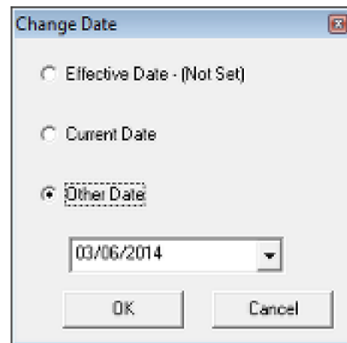 Change Date
Effective Date - (Not Set)
Current Date
Other Date
03/06/2014
OK Cancel